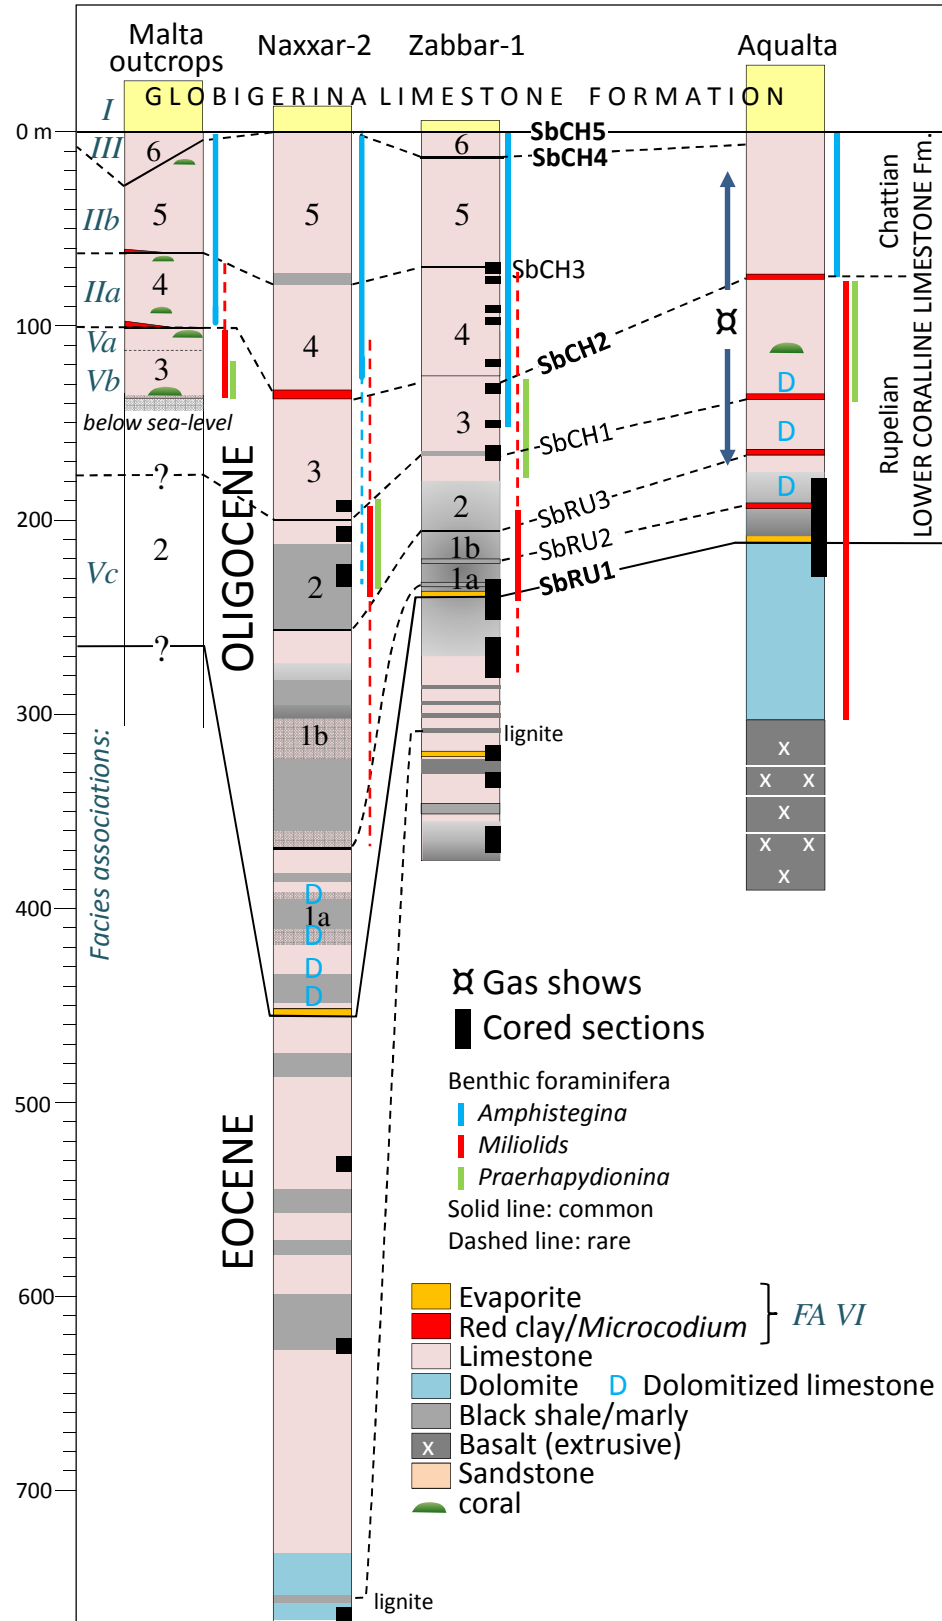 Malta
outcrops
Naxxar-2
Zabbar-1
Aqualta
GLOBIGERINA LIMESTONE FORMATION
I
0 m
SbCH5
III
6
6
SbCH4
IIb
5
5
5
SbCH3
IIa
4
4
4
SbCH2
100
Va
Vb
3
3
3
SbCH1
below sea-level
?
SbRU3
200
2
2
2
SbRU2
Vc
1b
1a
SbRU1
?
OLIGOCENE
Chattian
Rupelian
LOWER CORALLINE LIMESTONE Fm.
¤
D
D
D
300
lignite
1b
x
x x
x
x x
x
Facies associations:
400
D
1a
D
D
D
¤ Gas shows
Cored sections
Benthic foraminifera
Amphistegina
Miliolids
Praerhapydionina
Solid line: common
Dashed line: rare
500
EOCENE
600
Evaporite
Red clay/Microcodium
FA VI
Limestone
Dolomite D Dolomitized limestone
Black shale/marly
x Basalt (extrusive)
Sandstone
coral
700
lignite